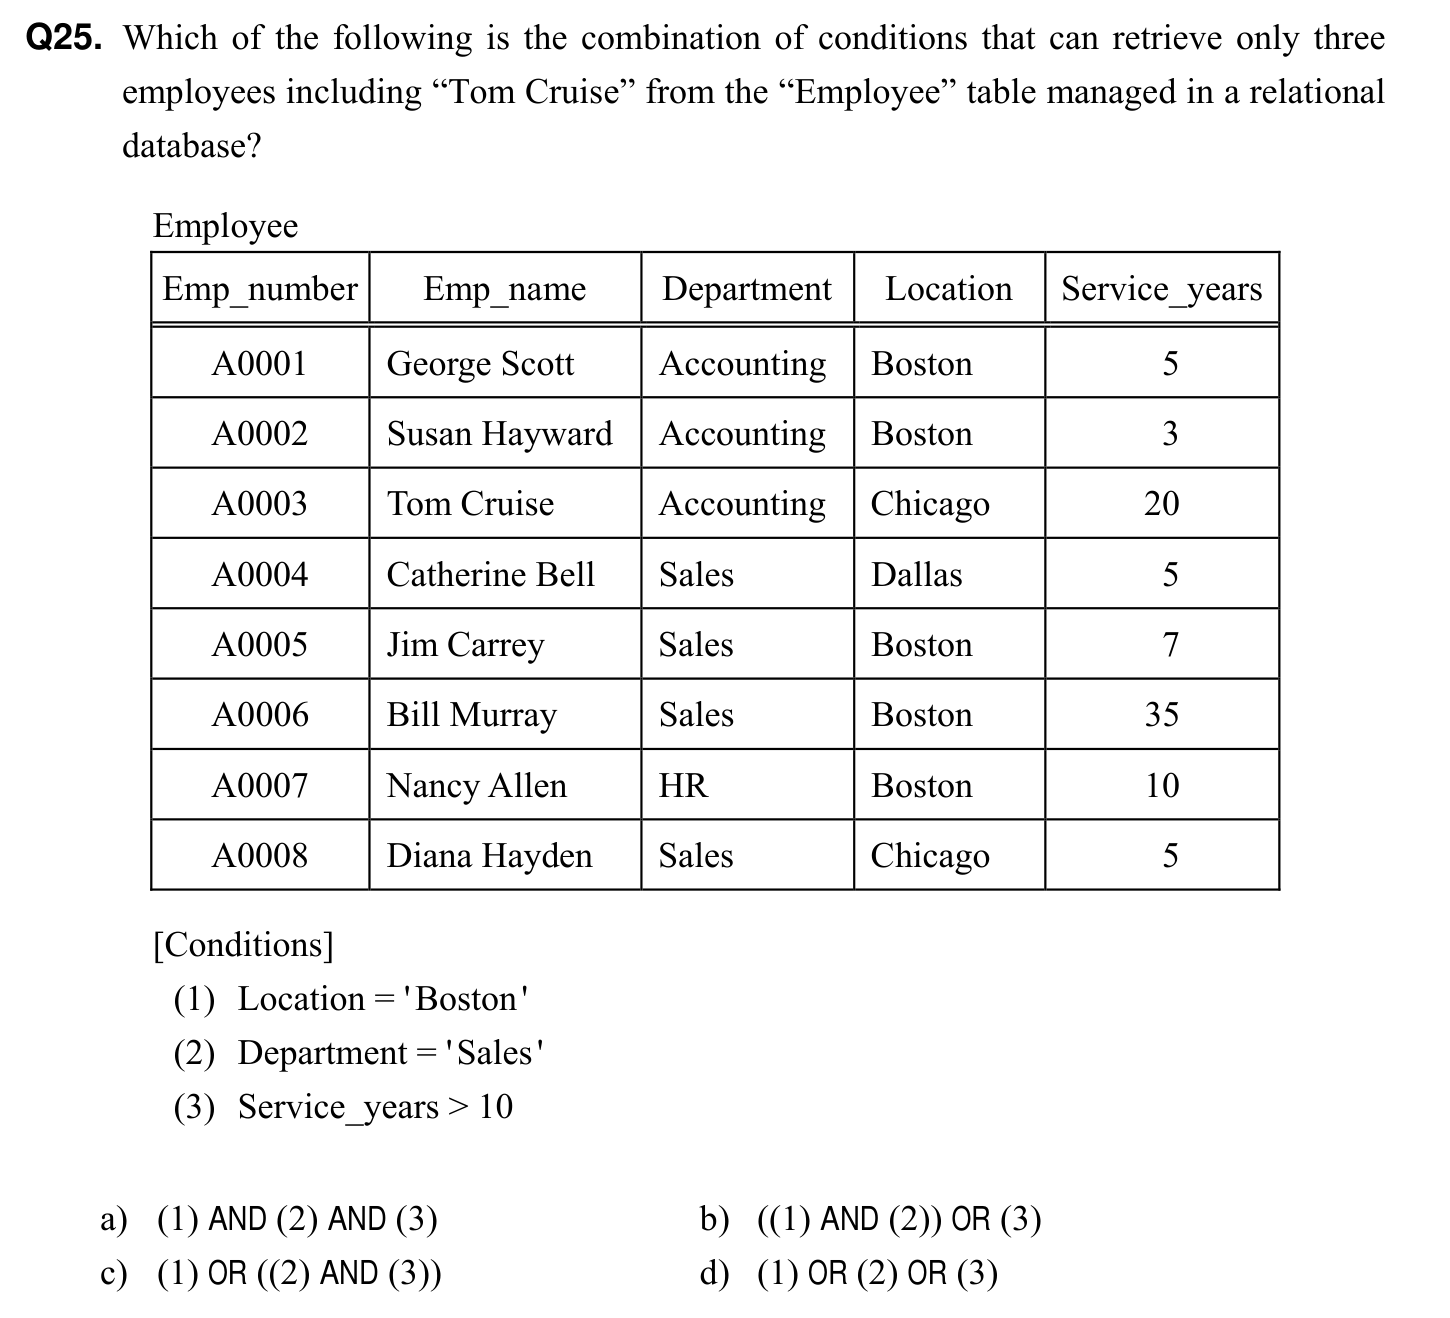 Q25. Which of the following is the combination of conditions that can retrieve only three
employees including “Tom Cruise” from the “Employee” table managed in a relational
database?
Employee
Emp_number Emp_name Department Location Service_years
A0001 George Scott Accounting Boston 5
A0002 Susan Hayward Accounting Boston 3
A0003 Tom Cruise Accounting Chicago 20
A0004 Catherine Bell Sales Dallas 5
A0005 Jim Carrey Sales Boston 7
A0006 Bill Murray Sales Boston 35
A0007 Nancy Allen HR Boston 10
A0008 Diana Hayden Sales Chicago 5
[Conditions]
(1) Location = 'Boston'
(2) Department = 'Sales'
(3) Service_years > 10
a) (1) AND (2) AND (3) b) ((1) AND (2)) OR (3)
c) (1) OR ((2) AND (3)) d) (1) OR (2) OR (3)